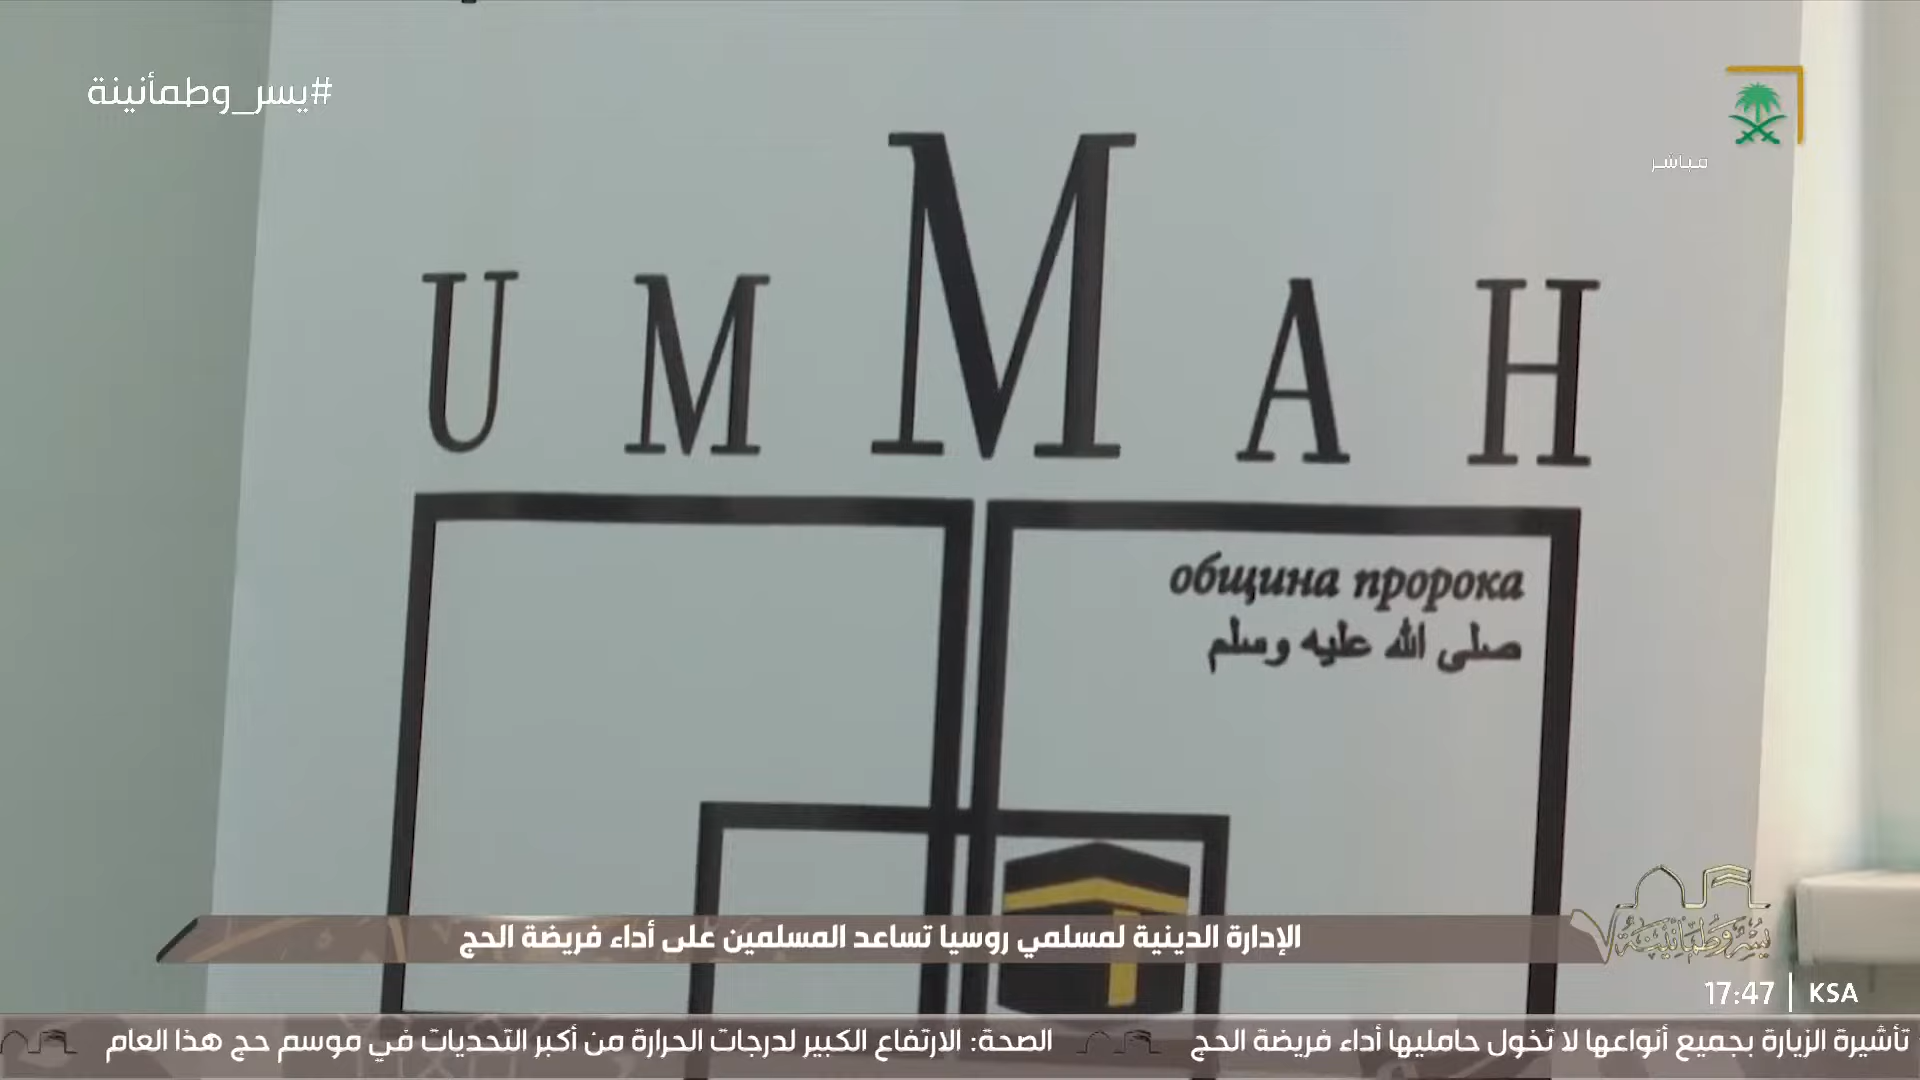 #يسر_وطمأنينة
مباشر
UMMAH
община пророка
صلى الله عليه وسلم
الإدارة الدينية لمسلمي روسيا تساعد المسلمين على أداء فريضة الحج
يسر وطمأنينة
17:47 | KSA
تأشيرة الزيارة بجميع أنواعها لا تخول حامليها أداء فريضة الحج
الصحة: الارتفاع الكبير لدرجات الحرارة من أكبر التحديات في موسم حج هذا العام